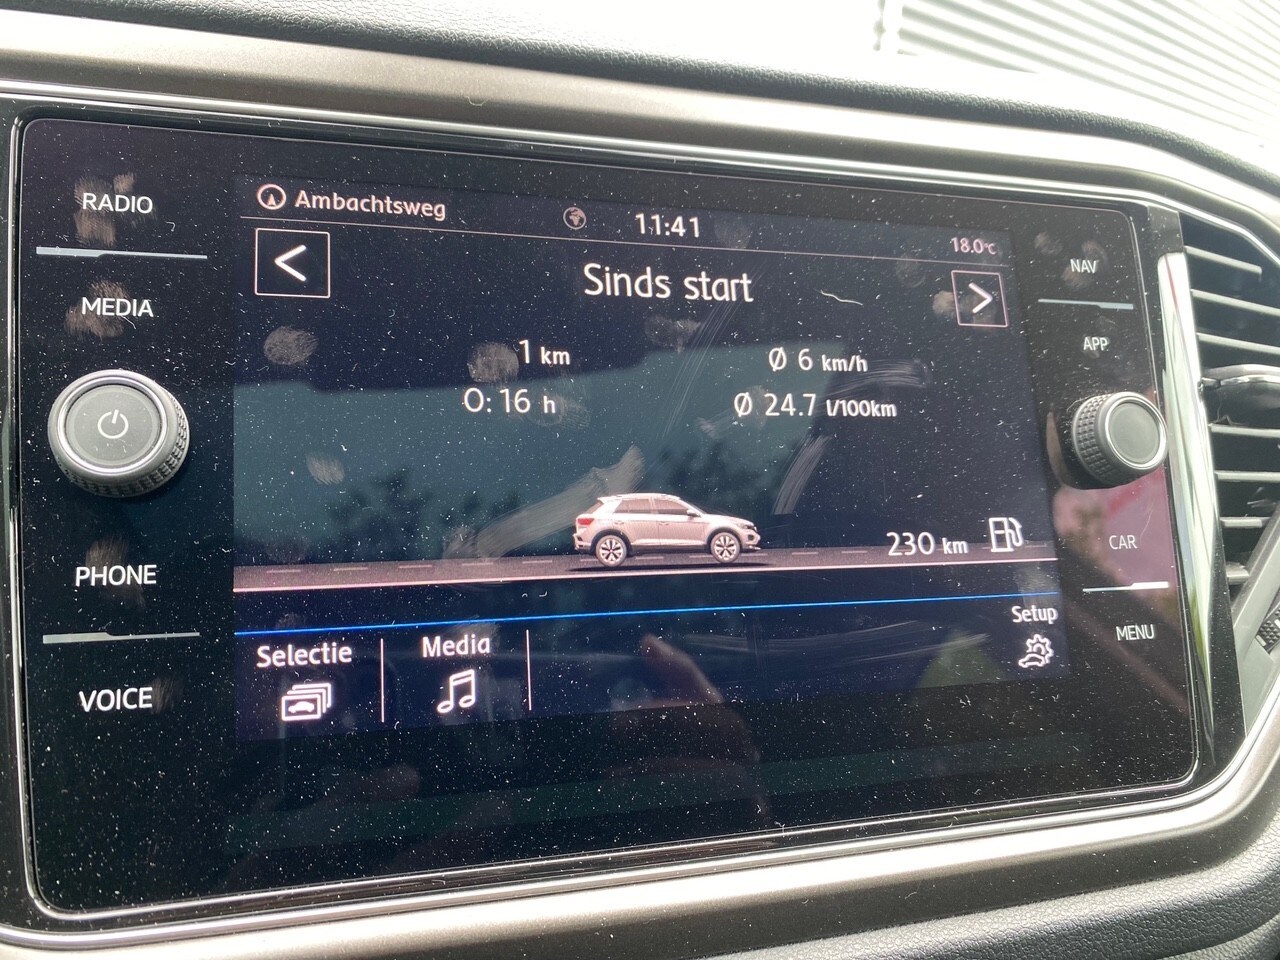 RADIO
MEDIA
PHONE
VOICE
Ambachtsweg
11:41
18.0°C
Sinds start
1 km
0:16 h
Ø 6 km/h
Ø 24.7 l/100km
230 km
Selectie
Media
Setup
NAV
APP
CAR
MENU